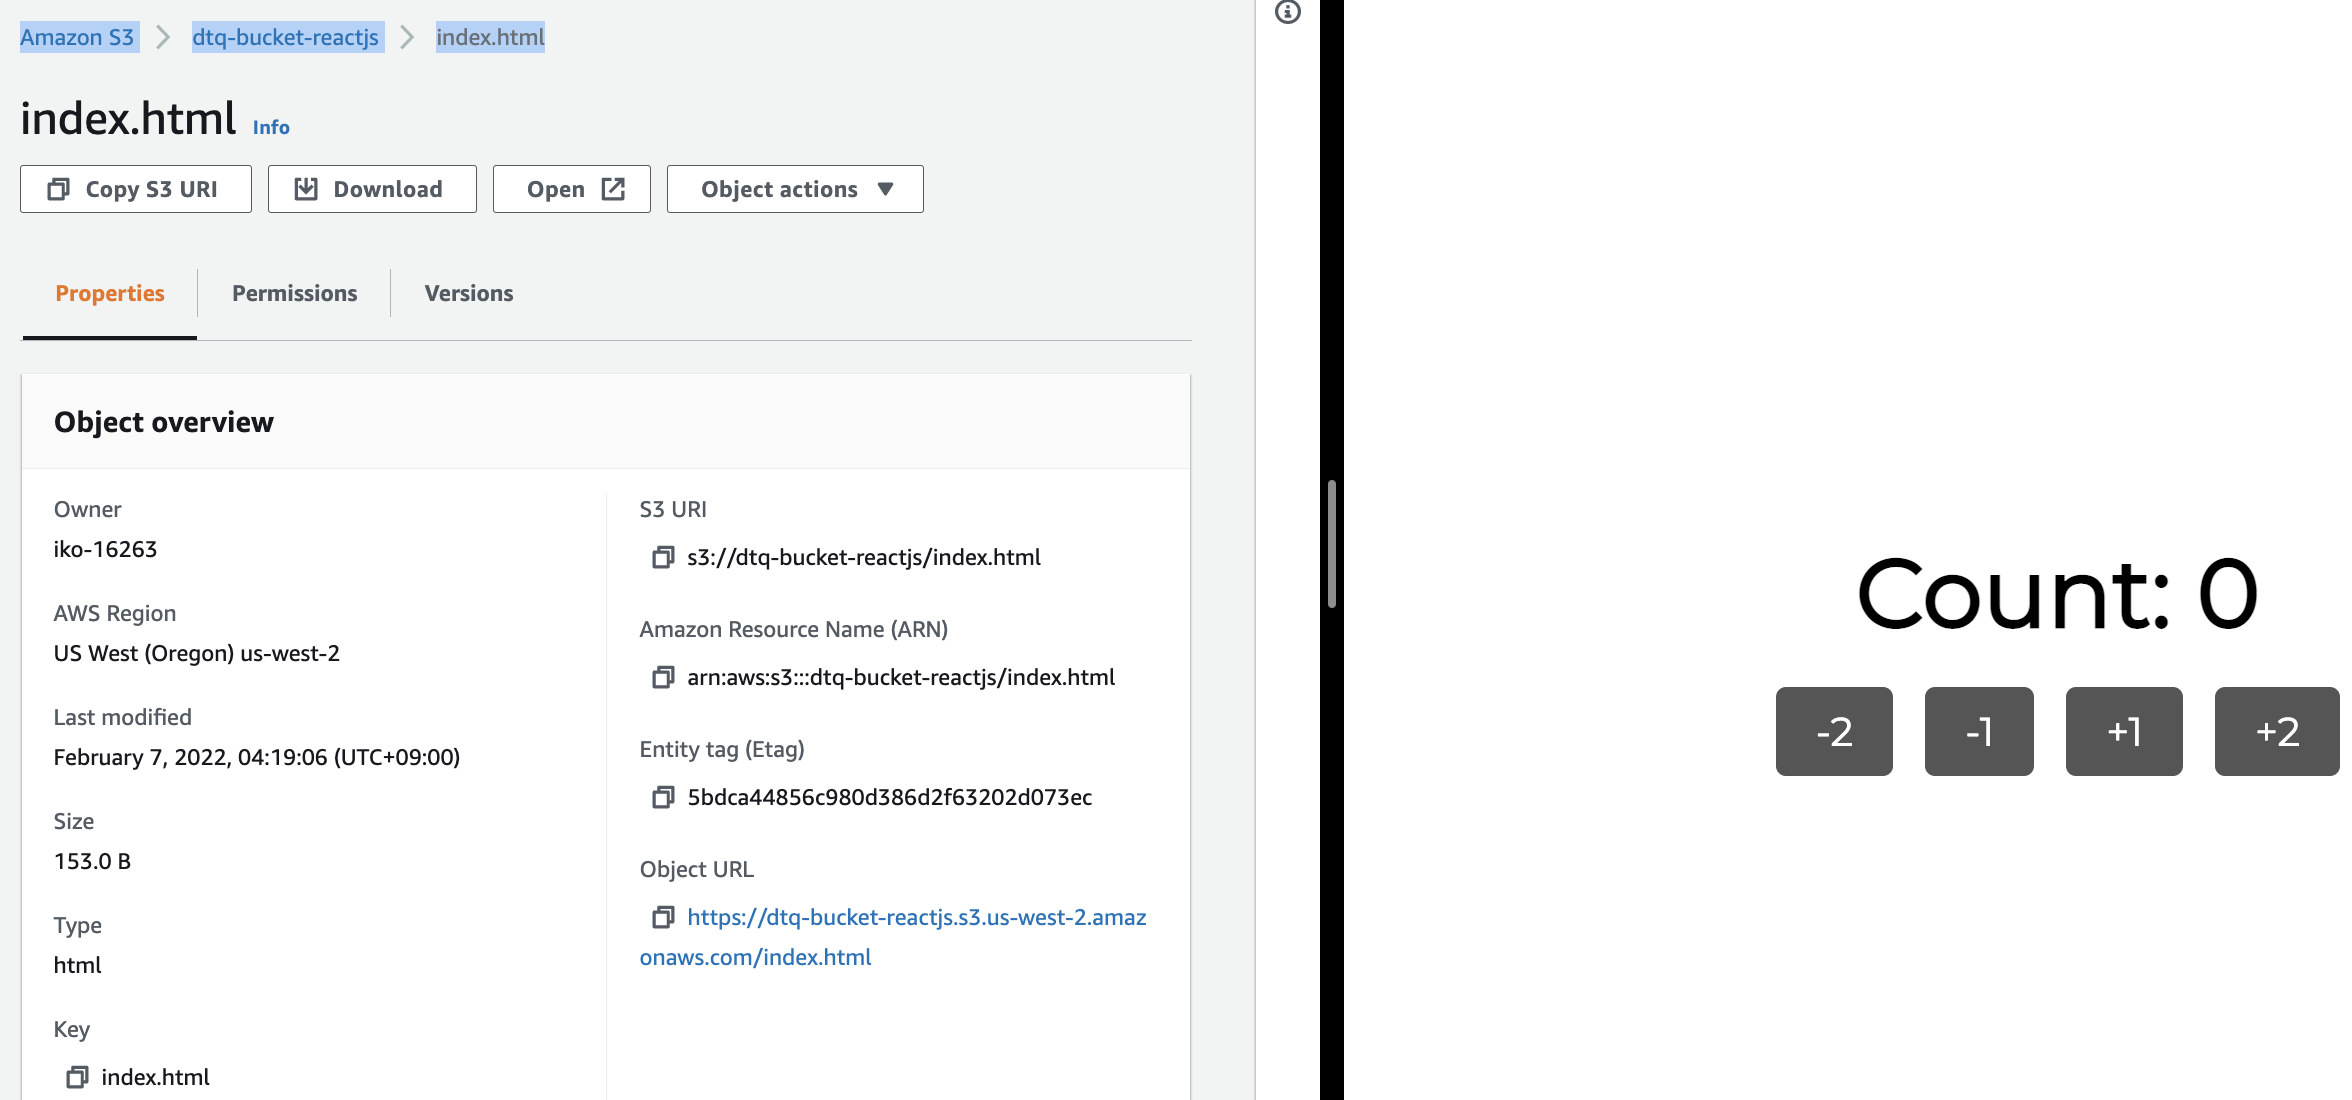 Amazon S3 dtq-bucket-reactjs index.html
index.html Info
Copy S3 URI Download Open Object actions
Properties Permissions Versions
Object overview
Owner
iko-16263
AWS Region
US West (Oregon) us-west-2
Last modified
February 7, 2022, 04:19:06 (UTC+09:00)
Size
153.0 B
Type
html
Key
index.html
S3 URI
s3://dtq-bucket-reactjs/index.html
Amazon Resource Name (ARN)
arn:aws:s3:::dtq-bucket-reactjs/index.html
Entity tag (Etag)
5bdca44856c980d386d2f63202d073ec
Object URL
https://dtq-bucket-reactjs.s3.us-west-2.amaz
onaws.com/index.html
Count: 0
-2 -1 +1 +2